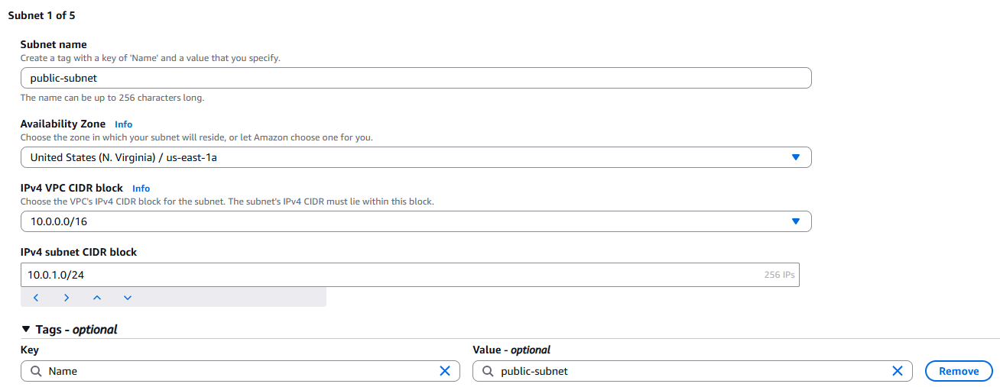 Subnet 1 of 5
Subnet name
Create a tag with a key of 'Name' and a value that you specify.
public-subnet
The name can be up to 256 characters long.
Availability Zone Info
Choose the zone in which your subnet will reside, or let Amazon choose one for you.
United States (N. Virginia) / us-east-1a
IPv4 VPC CIDR block Info
Choose the VPC's IPv4 CIDR block for the subnet. The subnet's IPv4 CIDR must lie within this block.
10.0.0.0/16
IPv4 subnet CIDR block
10.0.1.0/24 256 IPs
Tags - optional
Key Value - optional
Name public-subnet Remove